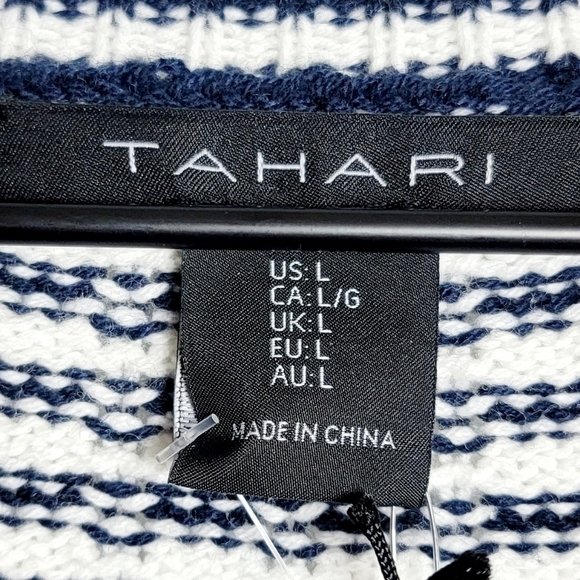 TAHARI
US: L
CA: L/G
UK: L
EU: L
AU: L
MADE IN CHINA